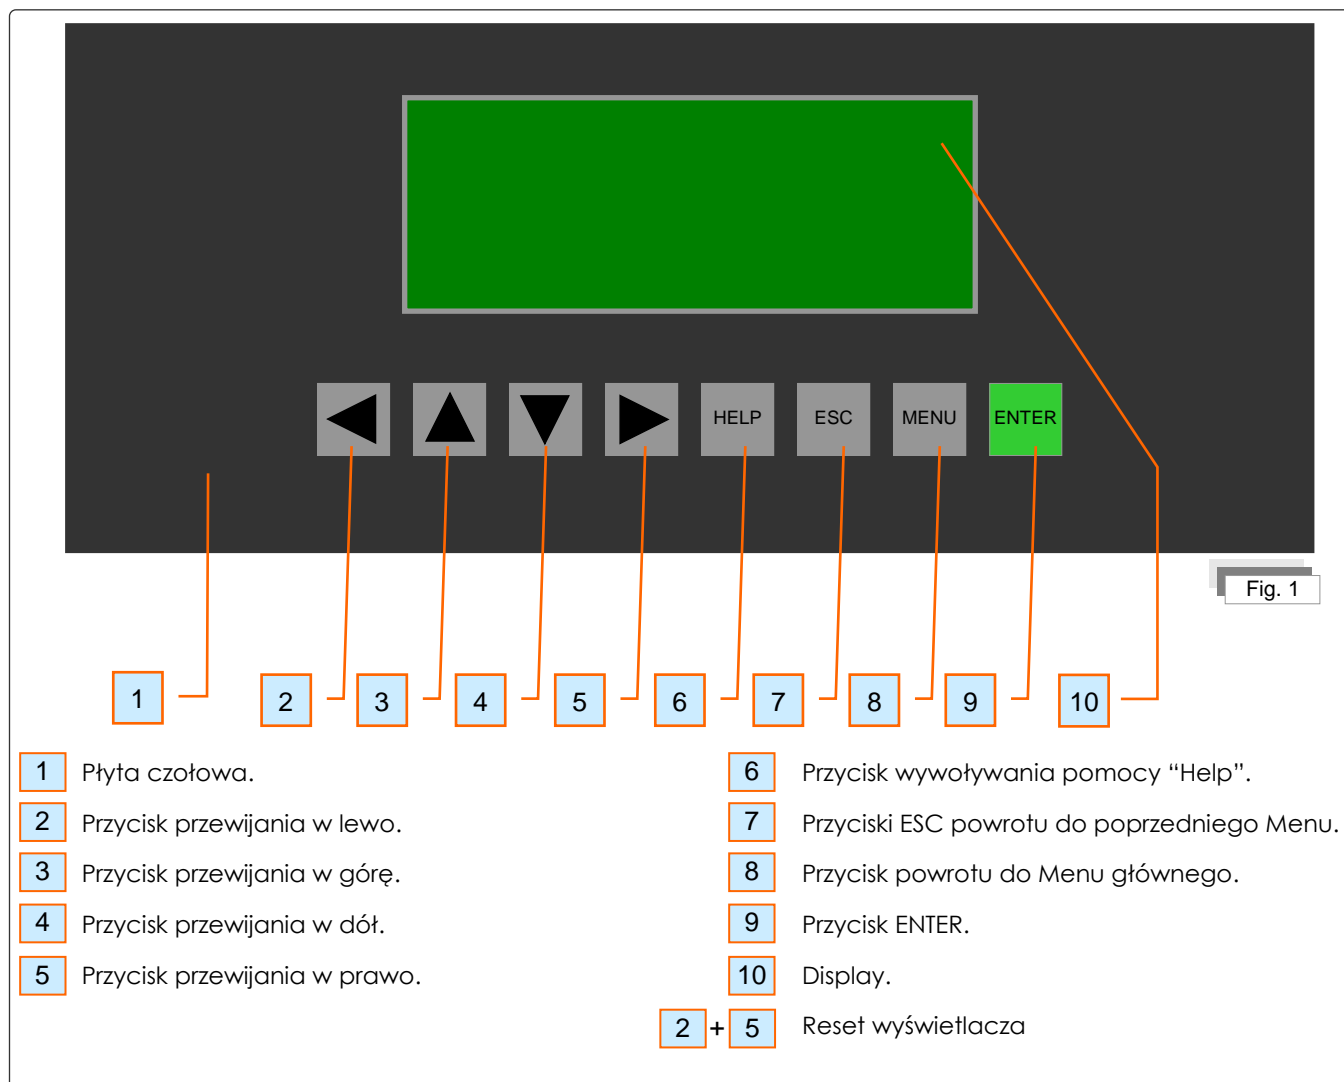 HELP ESC MENU ENTER
Fig. 1
1 2 3 4 5 6 7 8 9 10
1 Płyta czołowa.
2 Przycisk przewijania w lewo.
3 Przycisk przewijania w górę.
4 Przycisk przewijania w dół.
5 Przycisk przewijania w prawo.
6 Przycisk wywoływania pomocy “Help”.
7 Przyciski ESC powrotu do poprzedniego Menu.
8 Przycisk powrotu do Menu głównego.
9 Przycisk ENTER.
10 Display.
2 + 5 Reset wyświetlacza